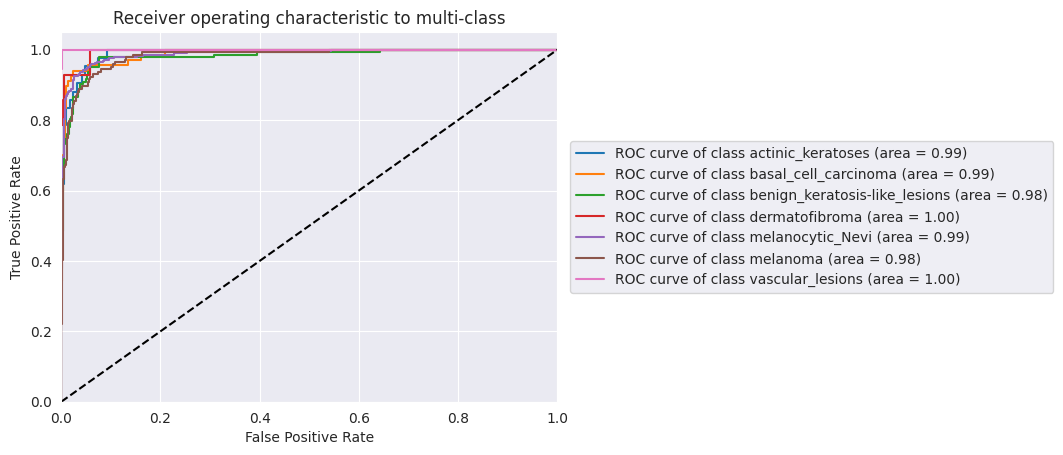 Receiver operating characteristic to multi-class
True Positive Rate
1.0
0.8
0.6
0.4
0.2
0.0
0.0 0.2 0.4 0.6 0.8 1.0
False Positive Rate
ROC curve of class actinic_keratoses (area = 0.99)
ROC curve of class basal_cell_carcinoma (area = 0.99)
ROC curve of class benign_keratosis-like_lesions (area = 0.98)
ROC curve of class dermatofibroma (area = 1.00)
ROC curve of class melanocytic_Nevi (area = 0.99)
ROC curve of class melanoma (area = 0.98)
ROC curve of class vascular_lesions (area = 1.00)